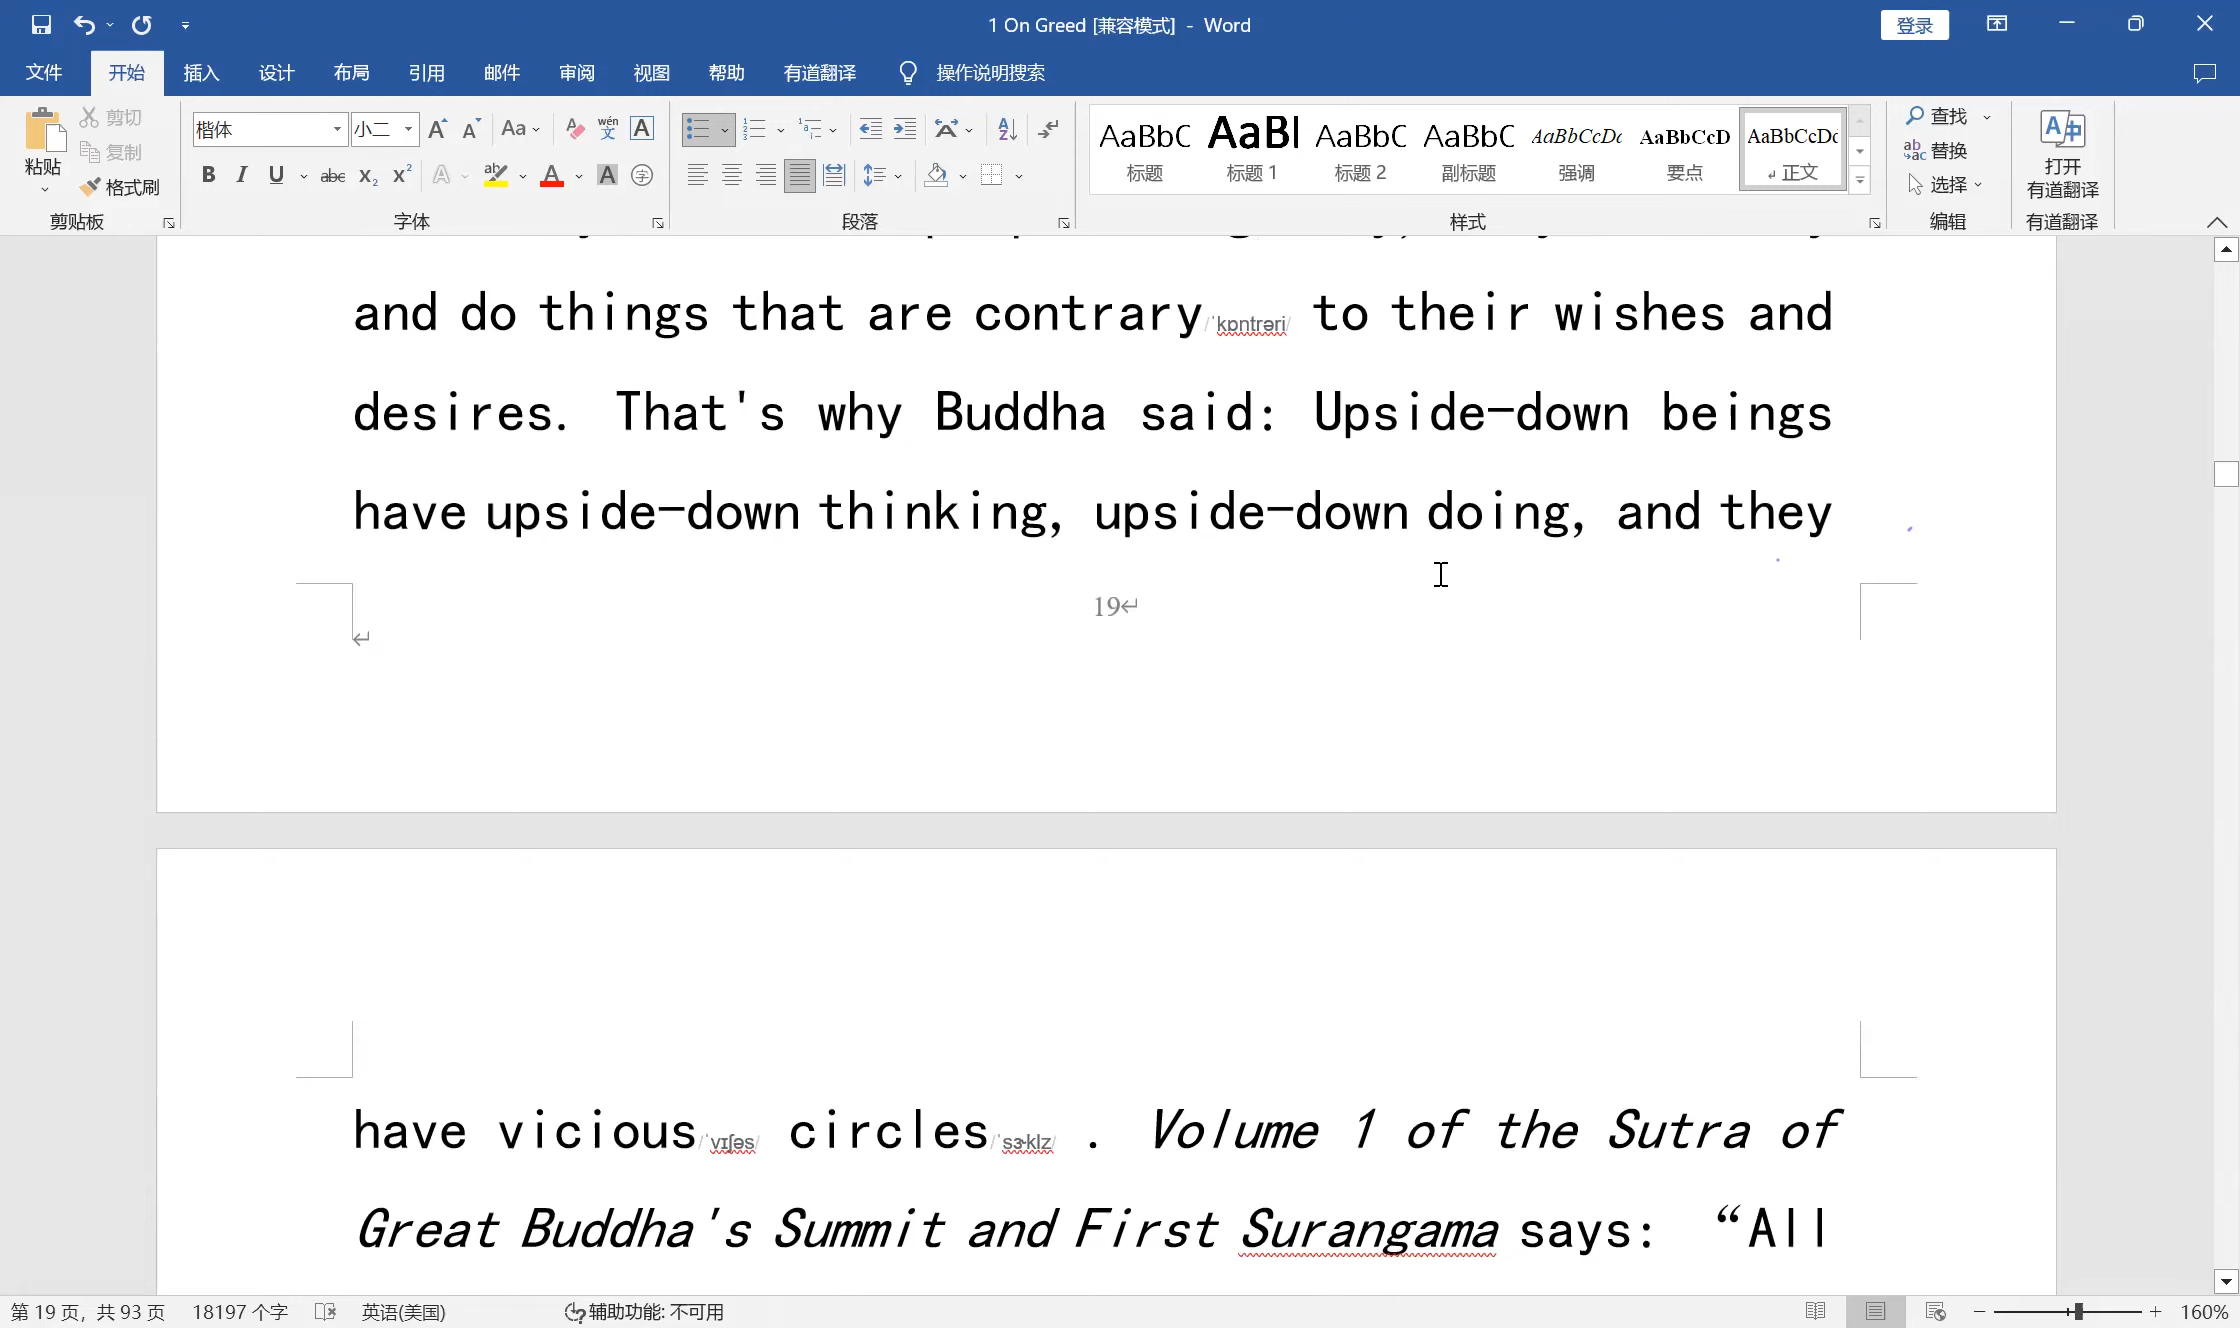 1 On Greed [兼容模式] - Word
登录
文件 开始 插入 设计 布局 引用 邮件 审阅 视图 帮助 有道翻译 操作说明搜索
粘贴 剪切 复制 格式刷
剪贴板
楷体 小二
字体
段落
AaBbC 标题
AaBl 标题 1
AaBbC 标题 2
AaBbC 副标题
AaBbCcDc 强调
AaBbCcD 要点
AaBbCcDc ↲正文
样式
查找
替换
选择
编辑
打开
有道翻译
有道翻译
and do things that are contrary/ˈkɒntrəri/ to their wishes and
desires. That's why Buddha said: Upside-down beings
have upside-down thinking, upside-down doing, and they
19↵
↵
have vicious/ˈvɪʃəs/ circles/ˈsɝklz/ . Volume 1 of the Sutra of
Great Buddha's Summit and First Surangama says: “All
第 19 页，共 93 页 18197 个字 英语(美国) 辅助功能: 不可用 160%